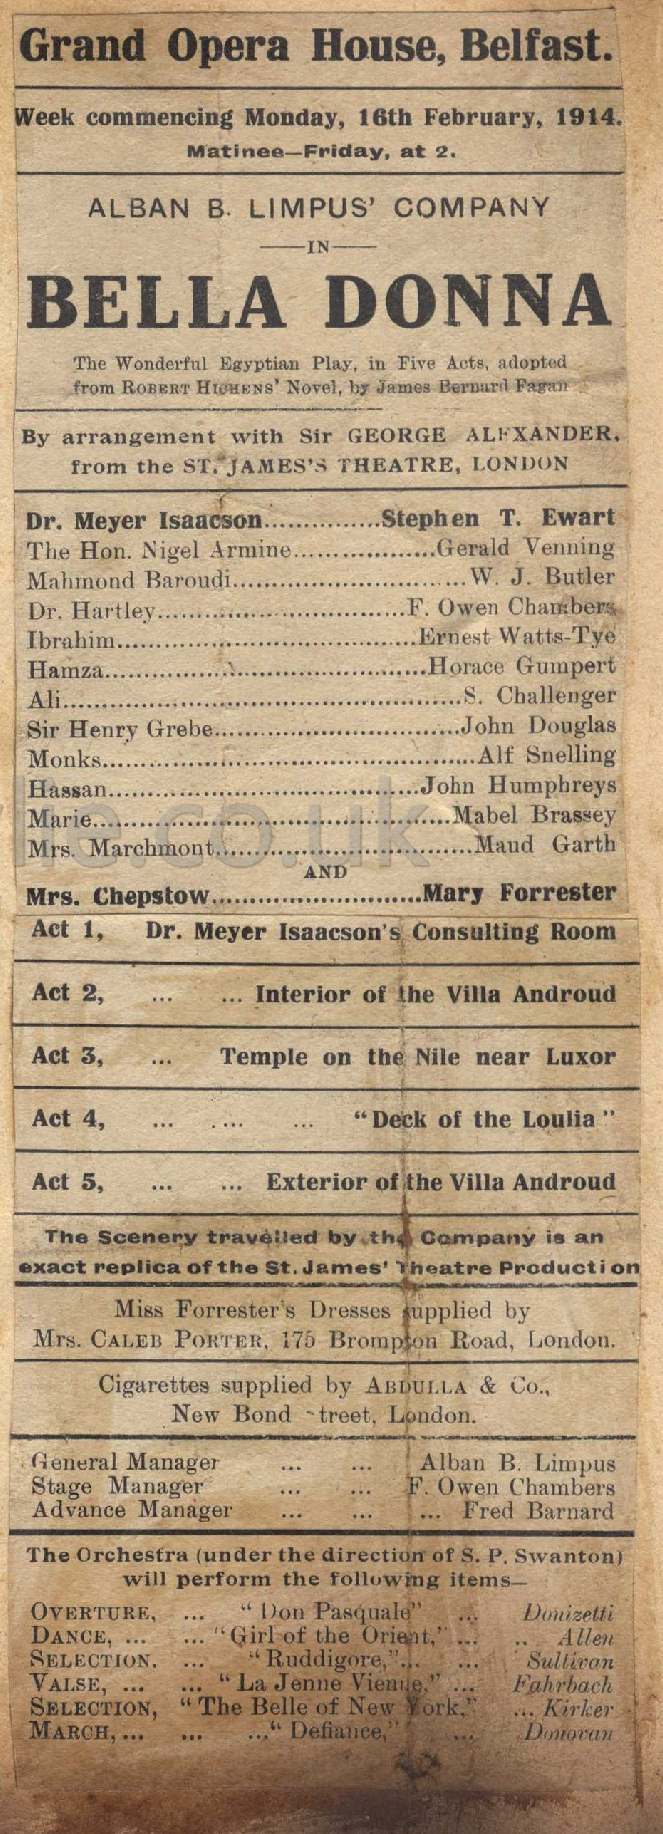 Grand Opera House, Belfast.
Week commencing Monday, 16th February, 1914.
Matinee—Friday, at 2.
ALBAN B. LIMPUS' COMPANY
——IN——
BELLA DONNA
The Wonderful Egyptian Play, in Five Acts, adopted
from ROBERT HICHENS' Novel, by James Bernard Fagan
By arrangement with Sir GEORGE ALEXANDER,
from the ST. JAMES'S THEATRE, LONDON
Dr. Meyer Isaacson...............Stephen T. Ewart
The Hon. Nigel Armine..................Gerald Venning
Mahmond Baroudi..............................W. J. Butler
Dr. Hartley................................F. Owen Chambers
Ibrahim......................................Ernest Watts-Tye
Hamza.........................................Horace Gumpert
Ali...................................................S. Challenger
Sir Henry Grebe...............................John Douglas
Monks................................................Alf Snelling
Hassan........................................John Humphreys
Marie..............................................Mabel Brassey
Mrs. Marchmont.................................Maud Garth
AND
Mrs. Chepstow...........................Mary Forrester
he.co.uk
Act 1, Dr. Meyer Isaacson's Consulting Room
Act 2, ... ... Interior of the Villa Androud
Act 3, ... Temple on the Nile near Luxor
Act 4, ... .... ... "Deck of the Loulia"
Act 5, ... ... Exterior of the Villa Androud
The Scenery travelled by the Company is an
exact replica of the St. James' Theatre Production
Miss Forrester's Dresses supplied by
Mrs. CALEB PORTER, 175 Brompton Road, London.
Cigarettes supplied by ABDULLA & Co.,
New Bond treet, London.
General Manager ... ... Alban B. Limpus
Stage Manager ... ... F. Owen Chambers
Advance Manager ... ... ... Fred Barnard
The Orchestra (under the direction of S. P. Swanton)
will perform the following items—
OVERTURE, ... "Don Pasquale" ... Donizetti
DANCE, ... ... "Girl of the Orient," ... .. Allen
SELECTION. ... "Ruddigore,"... ... Sullivan
VALSE, ... ... "La Jenne Vienne," ... Fahrbach
SELECTION, "The Belle of New York," ... Kirker
MARCH, ... ... ..."Defiance," ... Donovan